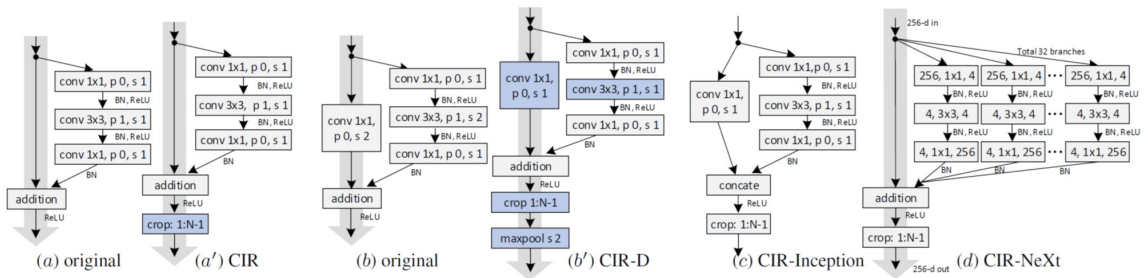 conv 1x1, p 0, s 1
BN, ReLU
conv 3x3, p 1, s 1
BN, ReLU
conv 1x1, p 0, s 1
BN
addition
ReLU
(a) original
conv 1x1, p 0, s 1
BN, ReLU
conv 3x3, p 1, s 1
BN, ReLU
conv 1x1, p 0, s 1
BN
addition
ReLU
crop: 1:N-1
(a′) CIR
conv 1x1,
p 0, s 2
conv 1x1, p 0, s 1
BN, ReLU
conv 3x3, p 1, s 2
BN, ReLU
conv 1x1, p 0, s 1
BN
addition
ReLU
(b) original
conv 1x1,
p 0, s 1
conv 1x1, p 0, s 1
BN, ReLU
conv 3x3, p 1, s 1
BN, ReLU
conv 1x1, p 0, s 1
BN
addition
ReLU
crop 1:N-1
maxpool s 2
(b′) CIR-D
conv 1x1,
p 0, s 1
conv 1x1, p 0, s 1
BN, ReLU
conv 3x3, p 1, s 1
BN, ReLU
conv 1x1, p 0, s 1
BN
concate
ReLU
crop: 1:N-1
(c) CIR-Inception
256-d in
Total 32 branches
256, 1x1, 4
256, 1x1, 4
...
256, 1x1, 4
BN, ReLU
BN, ReLU
BN, ReLU
4, 3x3, 4
4, 3x3, 4
...
4, 3x3, 4
BN, ReLU
BN, ReLU
BN, ReLU
4, 1x1, 256
4, 1x1, 256
...
4, 1x1, 256
BN
BN
BN
addition
ReLU
crop: 1:N-1
256-d out
(d) CIR-NeXt